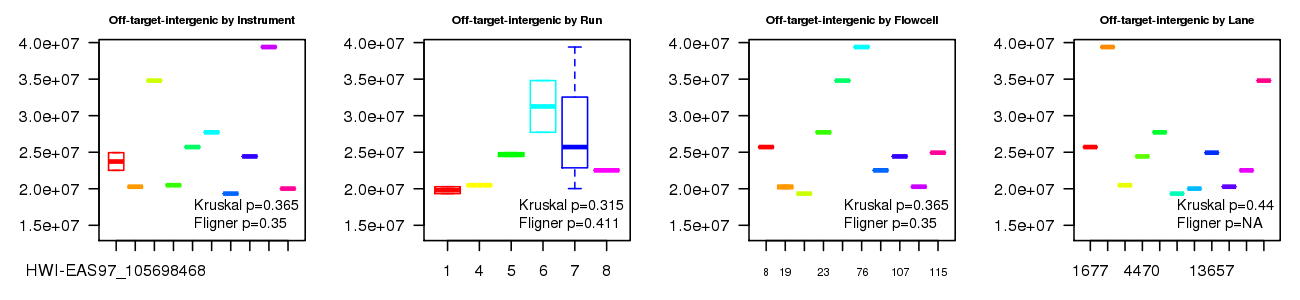 Off-target-intergenic by Instrument
4.0e+07
3.5e+07
3.0e+07
2.5e+07
2.0e+07
1.5e+07
Kruskal p=0.365
Fligner p=0.35
HWI-EAS97_105698468
Off-target-intergenic by Run
4.0e+07
3.5e+07
3.0e+07
2.5e+07
2.0e+07
1.5e+07
Kruskal p=0.315
Fligner p=0.411
1 4 5 6 7 8
Off-target-intergenic by Flowcell
4.0e+07
3.5e+07
3.0e+07
2.5e+07
2.0e+07
1.5e+07
Kruskal p=0.365
Fligner p=0.35
8 19 23 76 107 115
Off-target-intergenic by Lane
4.0e+07
3.5e+07
3.0e+07
2.5e+07
2.0e+07
1.5e+07
Kruskal p=0.44
Fligner p=NA
1677 4470 13657